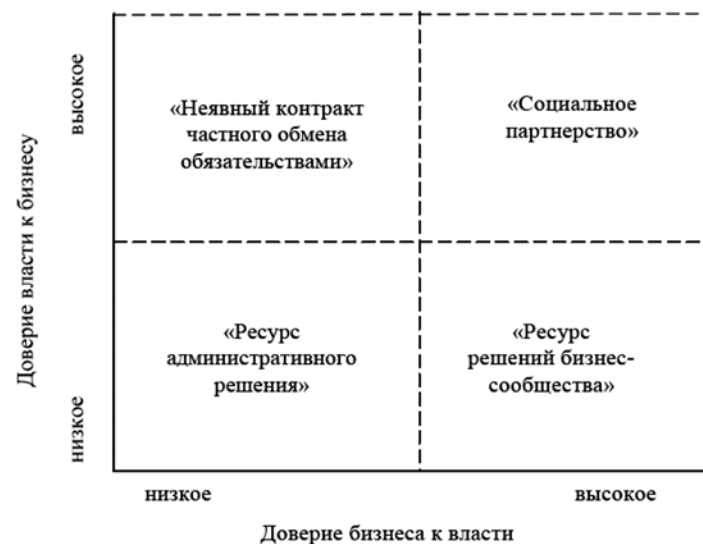 высокое
Доверие власти к бизнесу
низкое
«Неявный контракт
частного обмена
обязательствами»
«Социальное
партнерство»
«Ресурс
административного
решения»
«Ресурс
решений бизнес-
сообщества»
низкое
высокое
Доверие бизнеса к власти